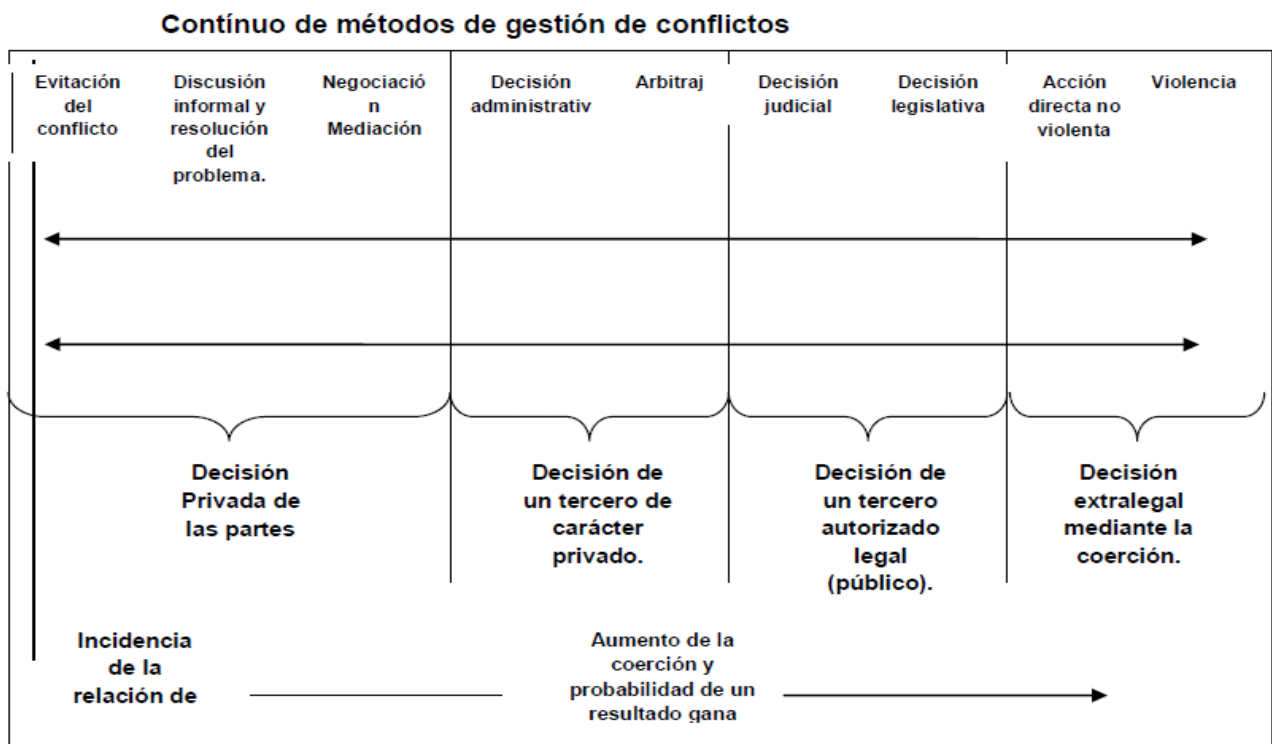 Contínuo de métodos de gestión de conflictos
Evitación
del
conflicto
Discusión
informal y
resolución
del
problema.
Negociació
n
Mediación
Decisión
administrativ
Arbitraj
Decisión
judicial
Decisión
legislativa
Acción
directa no
violenta
Violencia
Decisión
Privada de
las partes
Decisión de
un tercero de
carácter
privado.
Decisión de
un tercero
autorizado
legal
(público).
Decisión
extralegal
mediante la
coerción.
Incidencia
de la
relación de
Aumento de la
coerción y
probabilidad de un
resultado gana